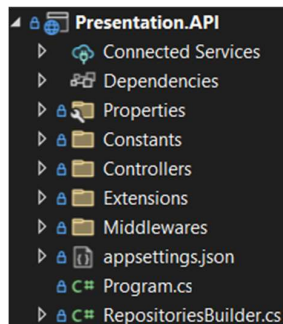 Presentation.API
Connected Services
Dependencies
Properties
Constants
Controllers
Extensions
Middlewares
appsettings.json
C# Program.cs
C# RepositoriesBuilder.cs